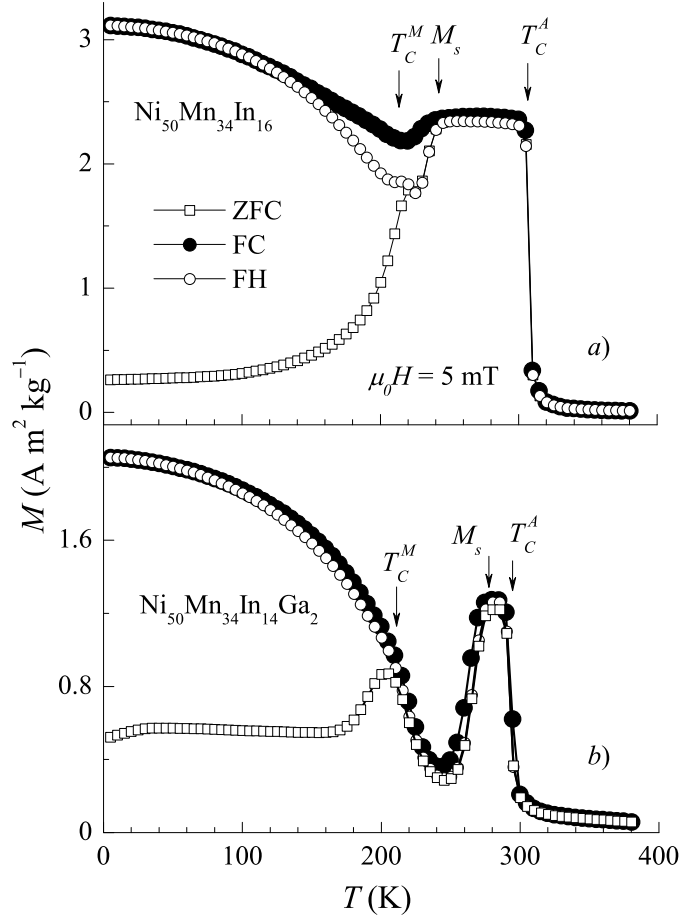 3
2
1
0
T_C^M M_s T_C^A
Ni50Mn34In16
ZFC
FC
FH
a)
μ0H = 5 mT
M (A m² kg⁻¹)
1.6
0.8
0
T_C^M M_s T_C^A
Ni50Mn34In14Ga2
b)
0 100 200 300 400
T (K)